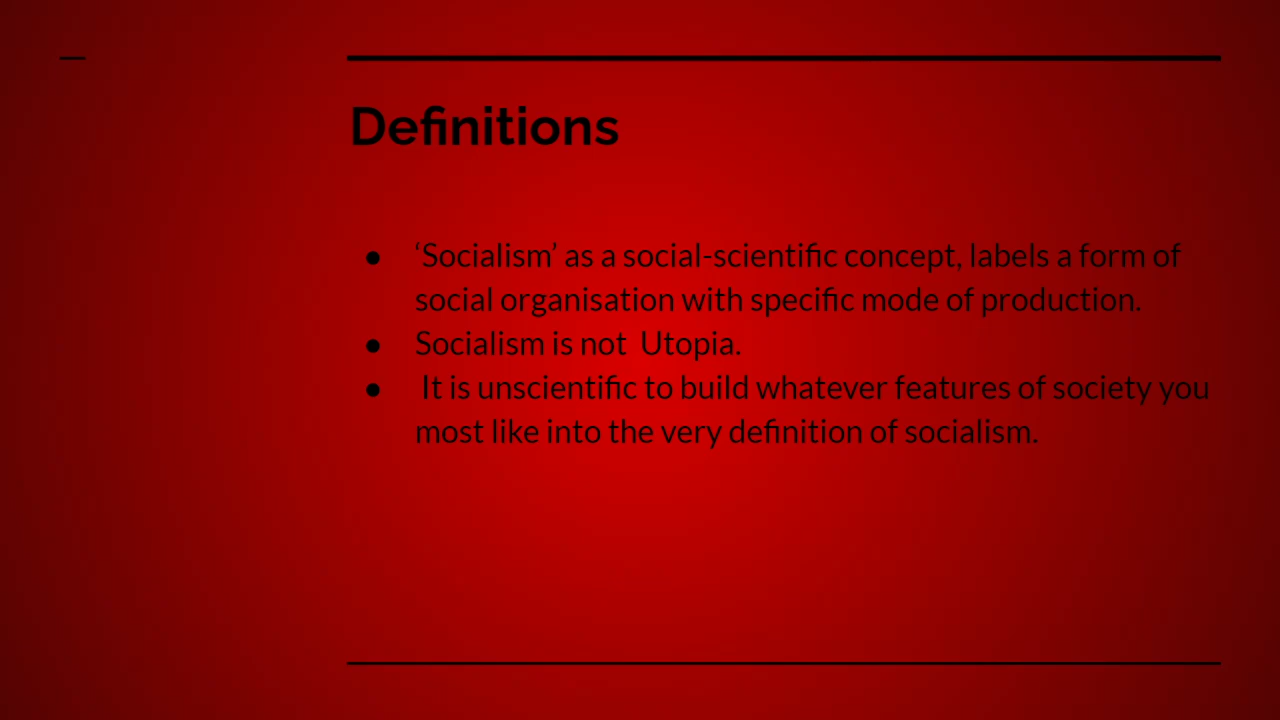 Definitions
● ‘Socialism’ as a social-scientific concept, labels a form of
social organisation with specific mode of production.
● Socialism is not  Utopia.
●  It is unscientific to build whatever features of society you
most like into the very definition of socialism.